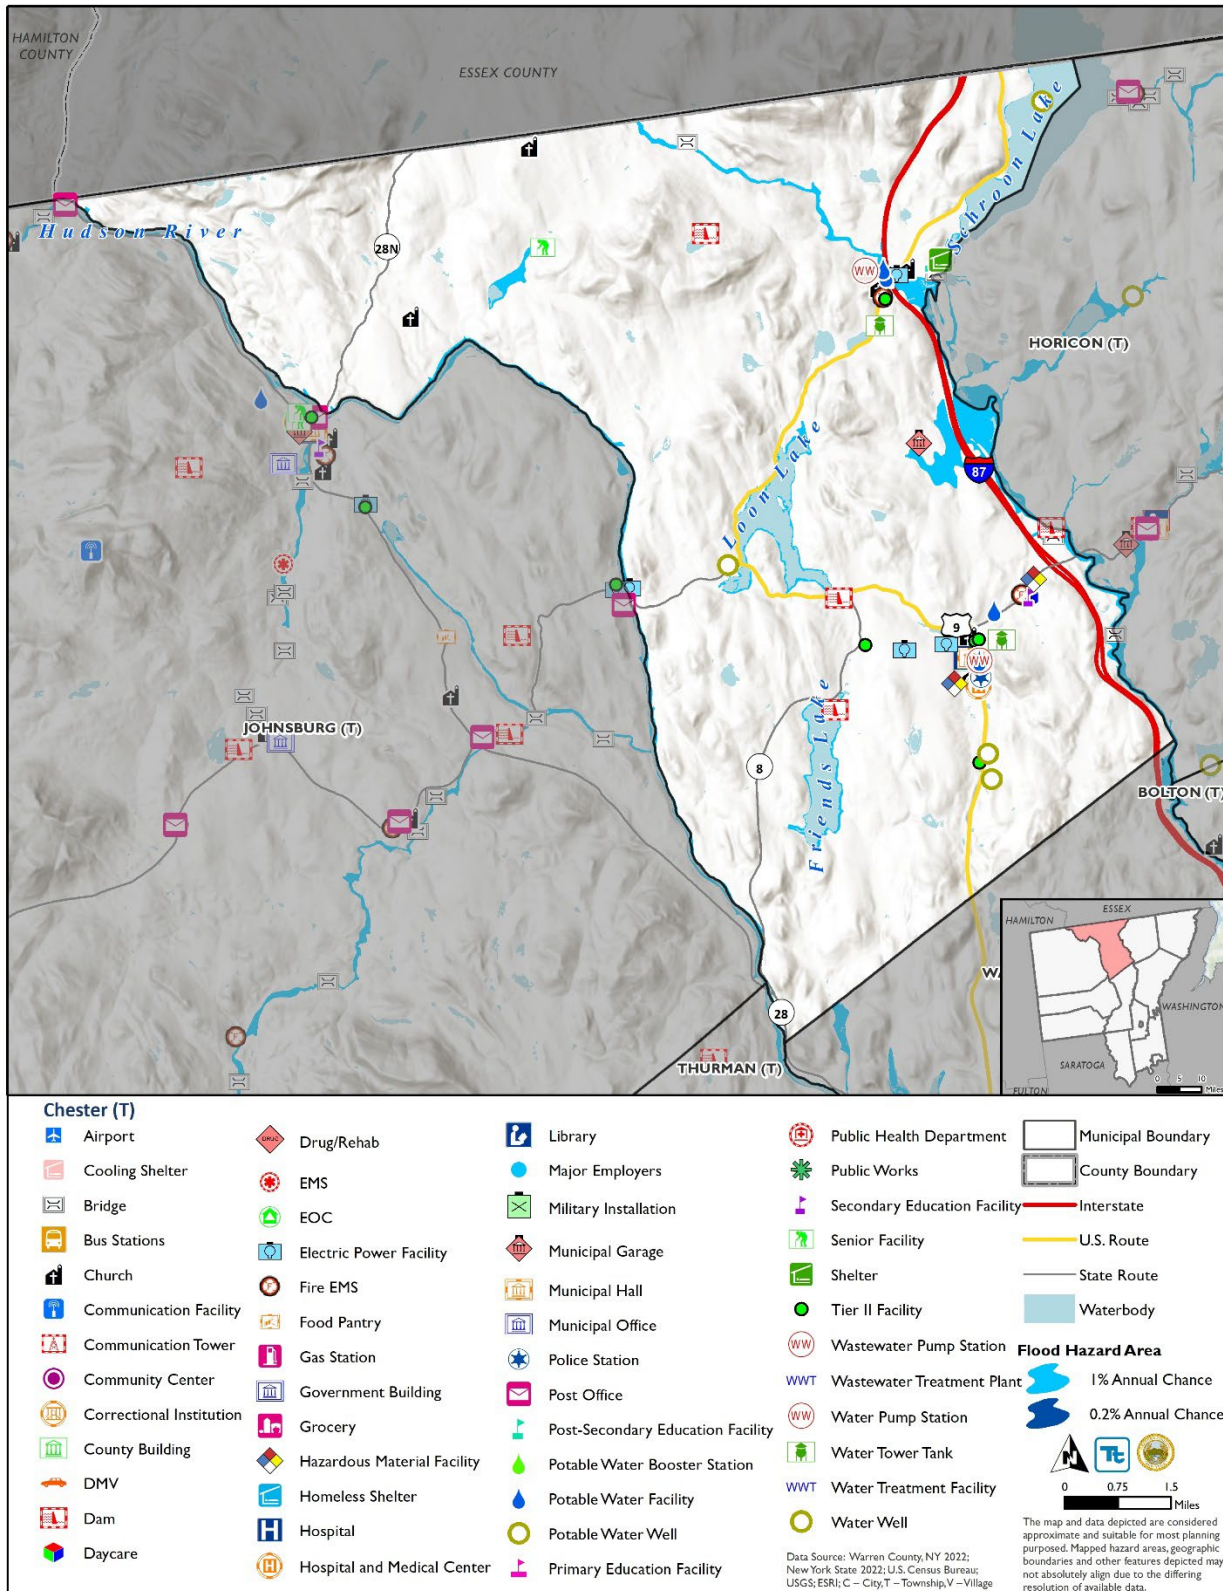 HAMILTON
COUNTY
ESSEX COUNTY
Schroon Lake
Hudson River
28N
HORICON (T)
87
Loon Lake
9
WW
JOHNSBURG (T)
8
Friends Lake
BOLTON (T)
28
THURMAN (T)
WA
HAMILTON
ESSEX
WASHINGTON
SARATOGA
FULTON
0 5 10
Miles
Chester (T)
Airport
Cooling Shelter
Bridge
Bus Stations
Church
Communication Facility
Communication Tower
Community Center
Correctional Institution
County Building
DMV
Dam
Daycare
DRUG
Drug/Rehab
EMS
EOC
Electric Power Facility
F
Fire EMS
Food Pantry
Gas Station
Government Building
Grocery
Hazardous Material Facility
Homeless Shelter
H
Hospital
H
Hospital and Medical Center
Library
Major Employers
Military Installation
Municipal Garage
Municipal Hall
Municipal Office
Police Station
Post Office
Post-Secondary Education Facility
Potable Water Booster Station
Potable Water Facility
Potable Water Well
Primary Education Facility
Public Health Department
Public Works
Secondary Education Facility
Senior Facility
Shelter
Tier II Facility
WW
Wastewater Pump Station
WWT
Wastewater Treatment Plant
WW
Water Pump Station
Water Tower Tank
WWT
Water Treatment Facility
Water Well
Data Source: Warren County, NY 2022;
New York State 2022; U.S. Census Bureau;
USGS; ESRI; C – City, T – Township, V – Village
Municipal Boundary
County Boundary
Interstate
U.S. Route
State Route
Waterbody
Flood Hazard Area
1% Annual Chance
0.2% Annual Chance
N
Tt
0 0.75 1.5
Miles
The map and data depicted are considered
approximate and suitable for most planning
purposed. Mapped hazard areas, geographic
boundaries and other features depicted may
not absolutely align due to the differing
resolution of available data.